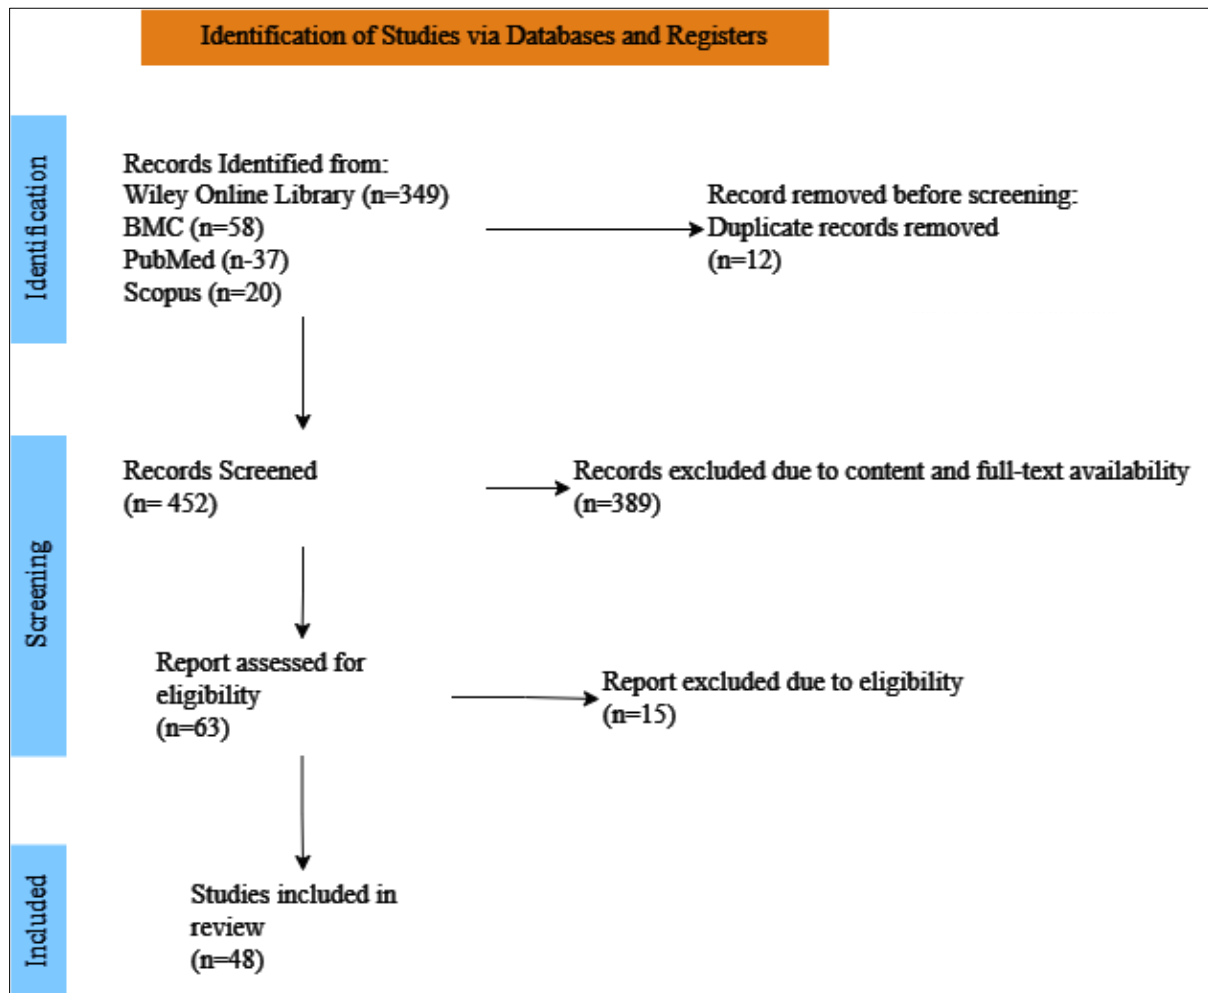 Identification of Studies via Databases and Registers
Identification
Records Identified from:
Wiley Online Library (n=349)
BMC (n=58)
PubMed (n-37)
Scopus (n=20)
Record removed before screening:
Duplicate records removed
(n=12)
Screening
Records Screened
(n= 452)
Records excluded due to content and full-text availability
(n=389)
Report assessed for
eligibility
(n=63)
Report excluded due to eligibility
(n=15)
Included
Studies included in
review
(n=48)